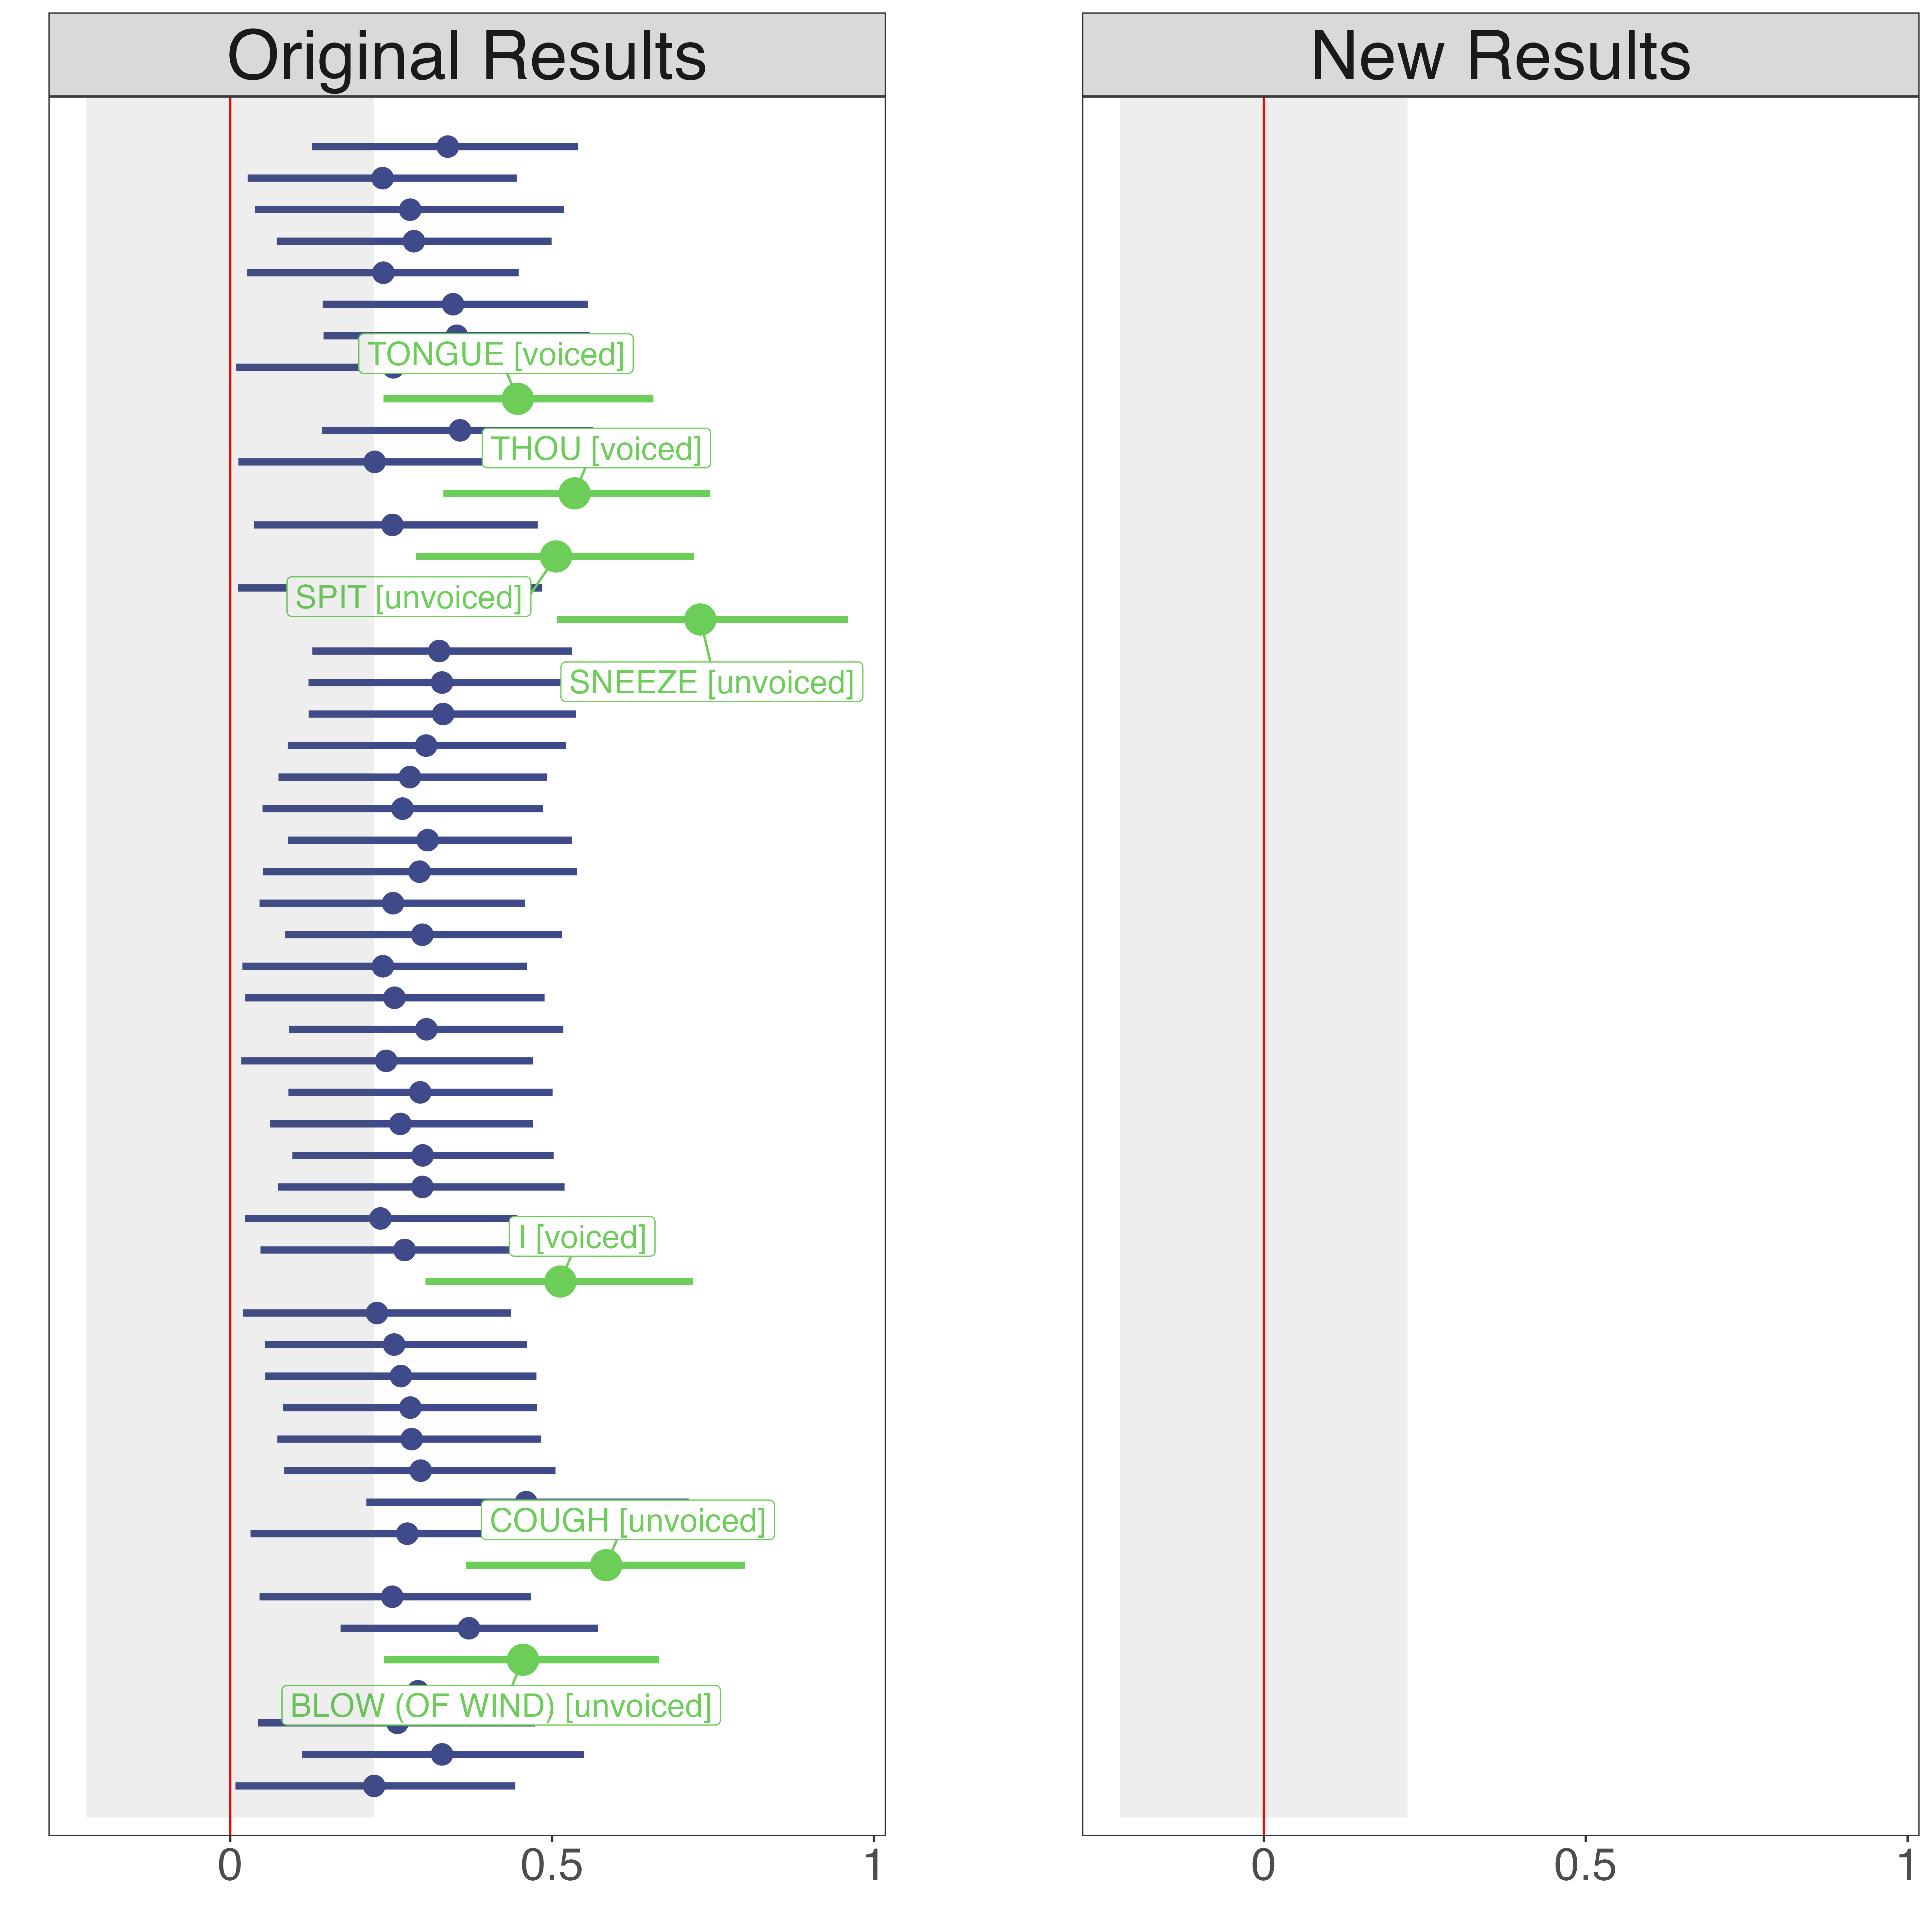 Original Results
New Results
TONGUE [voiced]
THOU [voiced]
SPIT [unvoiced]
SNEEZE [unvoiced]
I [voiced]
COUGH [unvoiced]
BLOW (OF WIND) [unvoiced]
0 0.5 1
0 0.5 1